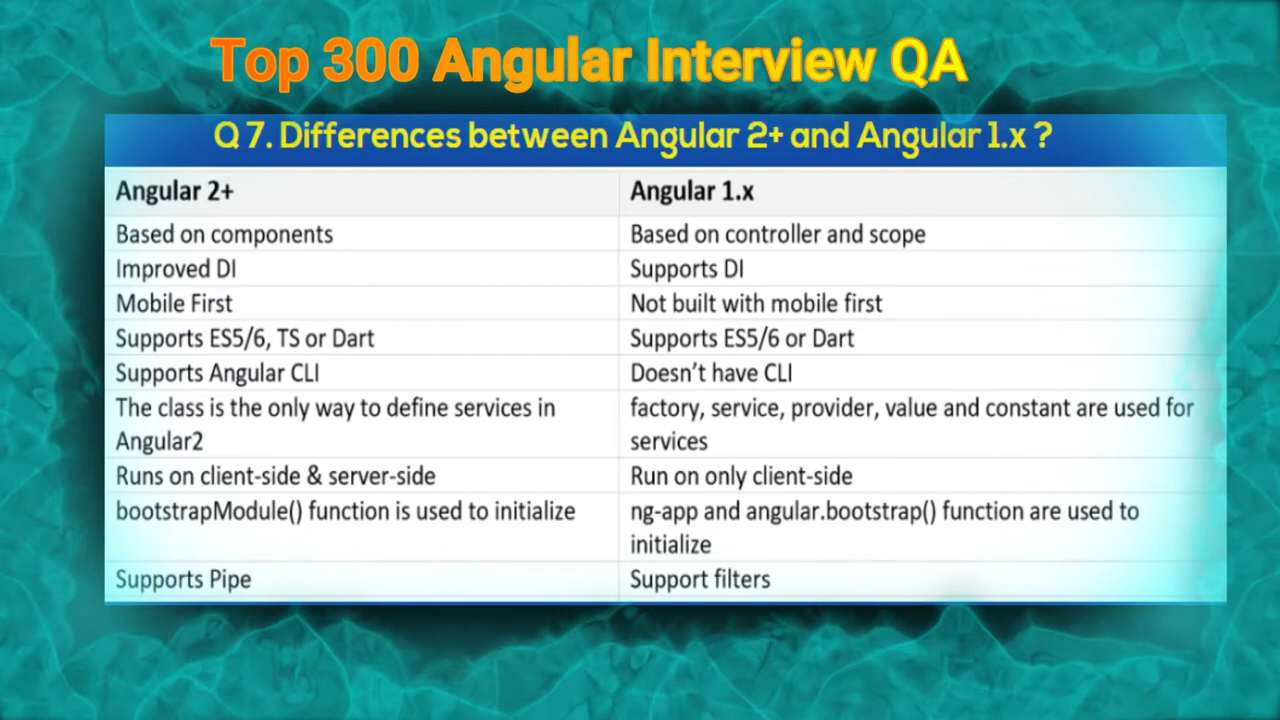 Top 300 Angular Interview QA
Q 7. Differences between Angular 2+ and Angular 1.x ?
Angular 2+
Angular 1.x
Based on components
Based on controller and scope
Improved DI
Supports DI
Mobile First
Not built with mobile first
Supports ES5/6, TS or Dart
Supports ES5/6 or Dart
Supports Angular CLI
Doesn’t have CLI
The class is the only way to define services in
Angular2
factory, service, provider, value and constant are used for
services
Runs on client-side & server-side
Run on only client-side
bootstrapModule() function is used to initialize
ng-app and angular.bootstrap() function are used to
initialize
Supports Pipe
Support filters